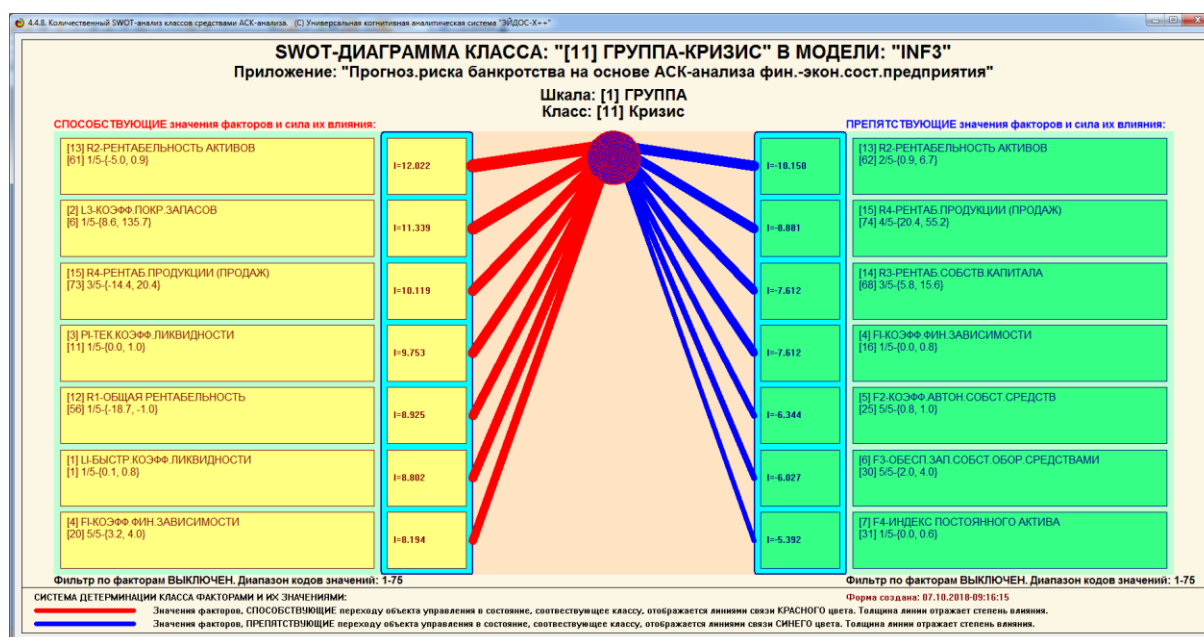 4.4.8. Количественный SWOT-анализ классов средствами АСК-анализа. (C) Универсальная когнитивная аналитическая система "ЭЙДОС-X++"
SWOT-ДИАГРАММА КЛАССА: "[11] ГРУППА-КРИЗИС" В МОДЕЛИ: "INF3"
Приложение: "Прогноз.риска банкротства на основе АСК-анализа фин.-экон.сост.предприятия"
Шкала: [1] ГРУППА
Класс: [11] Кризис
СПОСОБСТВУЮЩИЕ значения факторов и сила их влияния:
[13] R2-РЕНТАБЕЛЬНОСТЬ АКТИВОВ
[61] 1/5-{-5.0, 0.9}
I=12.022
[2] L3-КОЭФФ.ПОКР.ЗАПАСОВ
[6] 1/5-{8.6, 135.7}
I=11.339
[15] R4-РЕНТАБ.ПРОДУКЦИИ (ПРОДАЖ)
[73] 3/5-{-14.4, 20.4}
I=10.119
[3] PI-ТЕК.КОЭФФ.ЛИКВИДНОСТИ
[11] 1/5-{0.0, 1.0}
I=9.753
[12] R1-ОБЩАЯ РЕНТАБЕЛЬНОСТЬ
[56] 1/5-{-18.7, -1.0}
I=8.925
[1] LI-БЫСТР.КОЭФФ.ЛИКВИДНОСТИ
[1] 1/5-{0.1, 0.8}
I=8.802
[4] FI-КОЭФФ.ФИН.ЗАВИСИМОСТИ
[20] 5/5-{3.2, 4.0}
I=8.194
Фильтр по факторам ВЫКЛЮЧЕН. Диапазон кодов значений: 1-75
ПРЕПЯТСТВУЮЩИЕ значения факторов и сила их влияния:
I=-10.150
[13] R2-РЕНТАБЕЛЬНОСТЬ АКТИВОВ
[62] 2/5-{0.9, 6.7}
I=-8.881
[15] R4-РЕНТАБ.ПРОДУКЦИИ (ПРОДАЖ)
[74] 4/5-{20.4, 55.2}
I=-7.612
[14] R3-РЕНТАБ.СОБСТВ.КАПИТАЛА
[68] 3/5-{5.8, 15.6}
I=-7.612
[4] FI-КОЭФФ.ФИН.ЗАВИСИМОСТИ
[16] 1/5-{0.0, 0.8}
I=-6.344
[5] F2-КОЭФФ.АВТОН.СОБСТ.СРЕДСТВ
[25] 5/5-{0.8, 1.0}
I=-6.027
[6] F3-ОБЕСП.ЗАП.СОБСТ.ОБОР.СРЕДСТВАМИ
[30] 5/5-{2.0, 4.0}
I=-5.392
[7] F4-ИНДЕКС ПОСТОЯННОГО АКТИВА
[31] 1/5-{0.0, 0.6}
Фильтр по факторам ВЫКЛЮЧЕН. Диапазон кодов значений: 1-75
СИСТЕМА ДЕТЕРМИНАЦИИ КЛАССА ФАКТОРАМИ И ИХ ЗНАЧЕНИЯМИ:
Форма создана: 07.10.2018-09:16:15
Значения факторов, СПОСОБСТВУЮЩИЕ переходу объекта управления в состояние, соотвествующее классу, отображается линиями связи КРАСНОГО цвета. Толщина линии отражает степень влияния.
Значения факторов, ПРЕПЯТСТВУЮЩИЕ переходу объекта управления в состояние, соотвествующее классу, отображается линиями связи СИНЕГО цвета. Толщина линии отражает степень влияния.